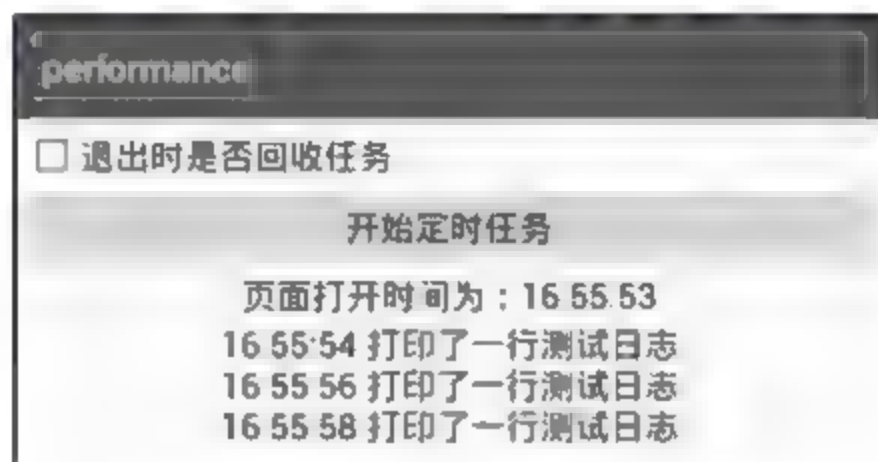 performance
退出时是否回收任务
开始定时任务
页面打开时间为：16:55:53
16:55:54 打印了一行测试日志
16:55:56 打印了一行测试日志
16:55:58 打印了一行测试日志